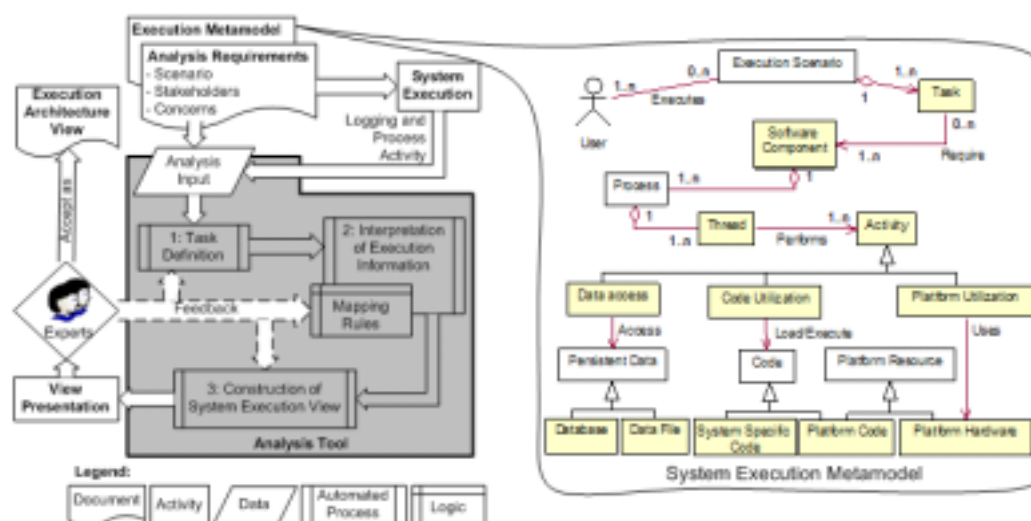 Execution Metamodel
Analysis Requirements
- Scenario
- Stakeholders
- Concerns
System
Execution
Execution
Architecture
View
Logging and
Process
Activity
Analysis
Input
Accept as
1: Task
Definition
2: Interpretation
of Execution
Information
Feedback
Mapping
Rules
Experts
View
Presentation
3: Construction of
System Execution View
Analysis Tool
Legend:
Document
Activity
Data
Automated
Process
Logic
Execution Scenario
0..n
1..n
Executes
1
1..n
Task
User
0..n
Software
Component
1..n
Require
Process
1..n
1
1
1..n
Thread
Performs
1..n
Activity
Data access
Code Utilization
Platform Utilization
Access
Load/Execute
Uses
Persistent Data
Code
Platform Resource
Database
Data File
System Specific
Code
Platform Code
Platform Hardware
System Execution Metamodel